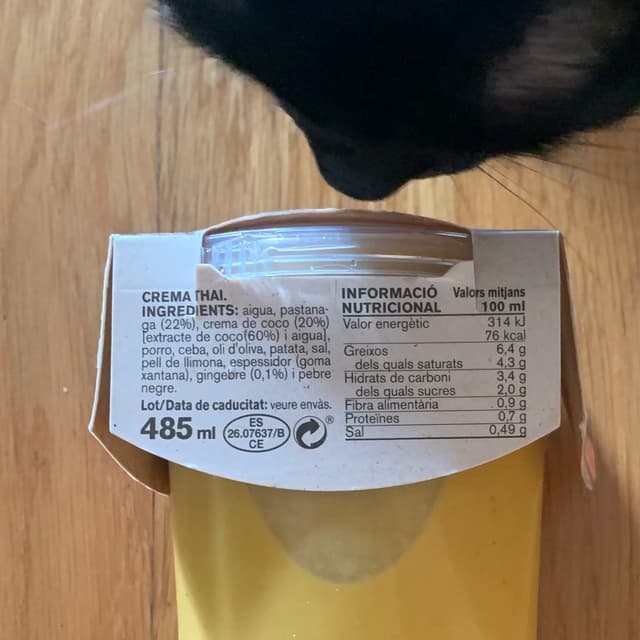 CREMA THAI.
INGREDIENTS: aigua, pastana-
ga (22%), crema de coco (20%)
[extracte de coco(60%) i aigua],
porro, ceba, oli d'oliva, patata, sal,
pell de llimona, espessidor (goma
xantana), gingebre (0,1%) i pebre
negre.
Lot/Data de caducitat: veure envàs.
485 ml
ES
26.07637/B
CE
®
INFORMACIÓ NUTRICIONAL Valors mitjans 100 ml
Valor energètic 314 kJ
76 kcal
Greixos 6,4 g
dels quals saturats 4,3 g
Hidrats de carboni 3,4 g
dels quals sucres 2,0 g
Fibra alimentària 0,9 g
Proteïnes 0,7 g
Sal 0,49 g